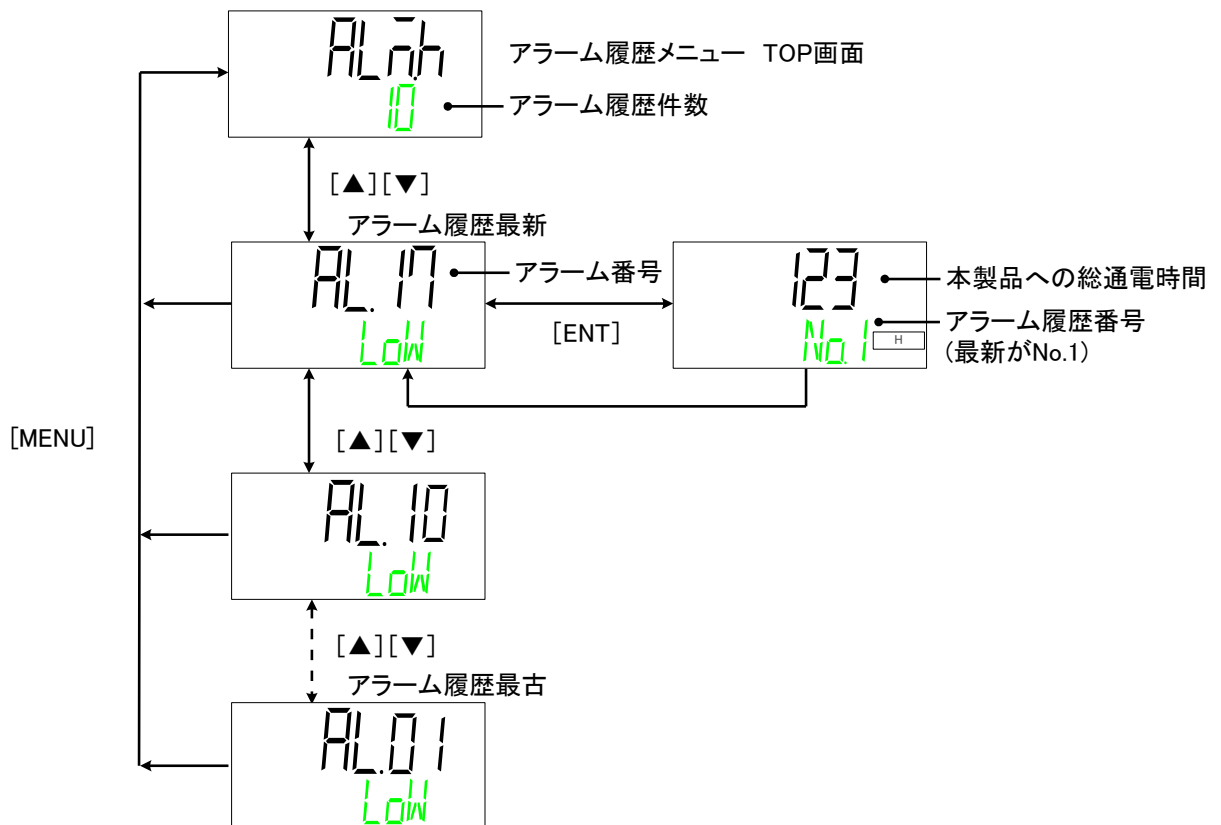 ALM.h
アラーム履歴メニュー TOP画面
10
アラーム履歴件数
[▲][▼]
アラーム履歴最新
AL. 17
アラーム番号
LoW
[ENT]
123
本製品への総通電時間
No. 1
H
アラーム履歴番号
(最新がNo.1)
[MENU]
[▲][▼]
AL. 10
LoW
[▲][▼]
アラーム履歴最古
AL.01
LoW